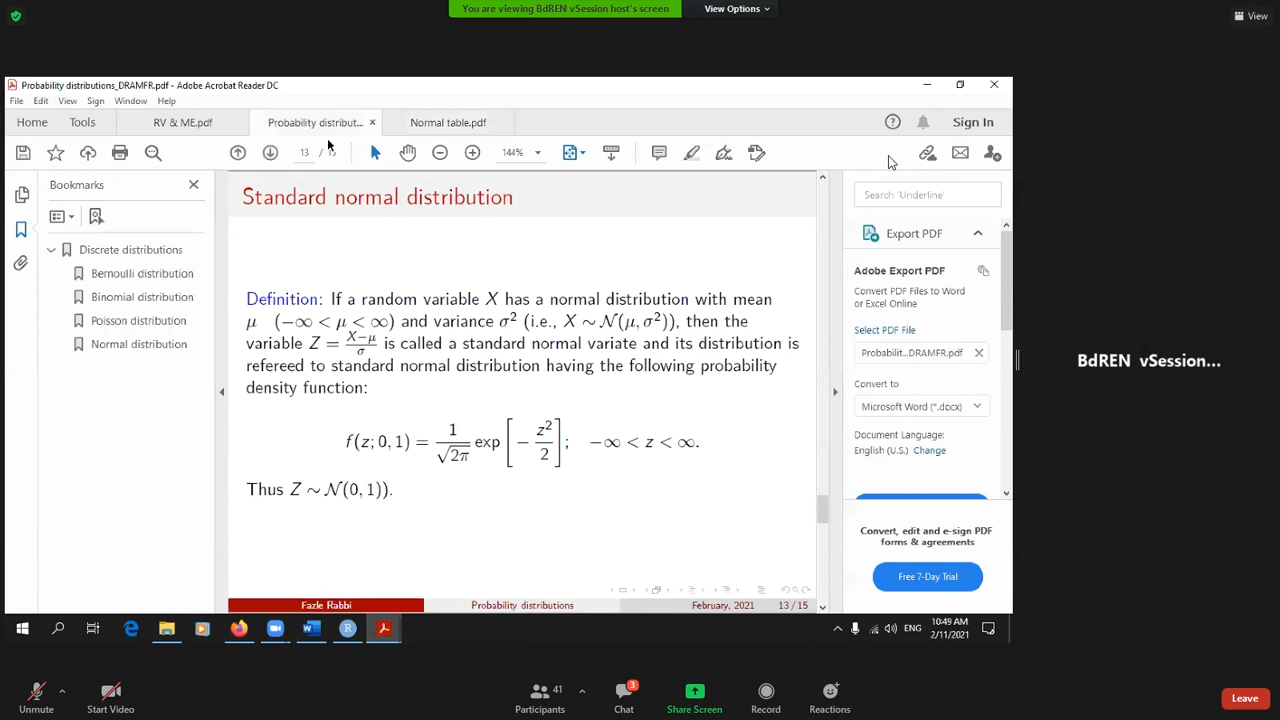 You are viewing BdREN vSession host's screen
View Options
View
Probability distributions_DRAMFR.pdf - Adobe Acrobat Reader DC
File Edit View Sign Window Help
Home Tools RV & ME.pdf Probability distribut... × Normal table.pdf Sign In
13 / 15 144%
Bookmarks
Discrete distributions
Bernoulli distribution
Binomial distribution
Poisson distribution
Normal distribution
Standard normal distribution
Definition: If a random variable X has a normal distribution with mean
μ (−∞ < μ < ∞) and variance σ² (i.e., X ∼ N(μ, σ²)), then the
variable Z = (X−μ)/σ is called a standard normal variate and its distribution is
refereed to standard normal distribution having the following probability
density function:
f(z; 0, 1) = 1/√2π exp[ − z²/2 ]; −∞ < z < ∞.
Thus Z ∼ N(0, 1)).
Fazle Rabbi Probability distributions February, 2021 13 / 15
Search 'Underline'
Export PDF
Adobe Export PDF
Convert PDF Files to Word
or Excel Online
Select PDF File
Probabilit...DRAMFR.pdf
Convert to
Microsoft Word (*.docx)
Document Language:
English (U.S.) Change
Convert, edit and e-sign PDF
forms & agreements
Free 7-Day Trial
BdREN vSession...
ENG
10:49 AM
2/11/2021
Unmute
Start Video
41
Participants
3
Chat
Share Screen
Record
Reactions
Leave